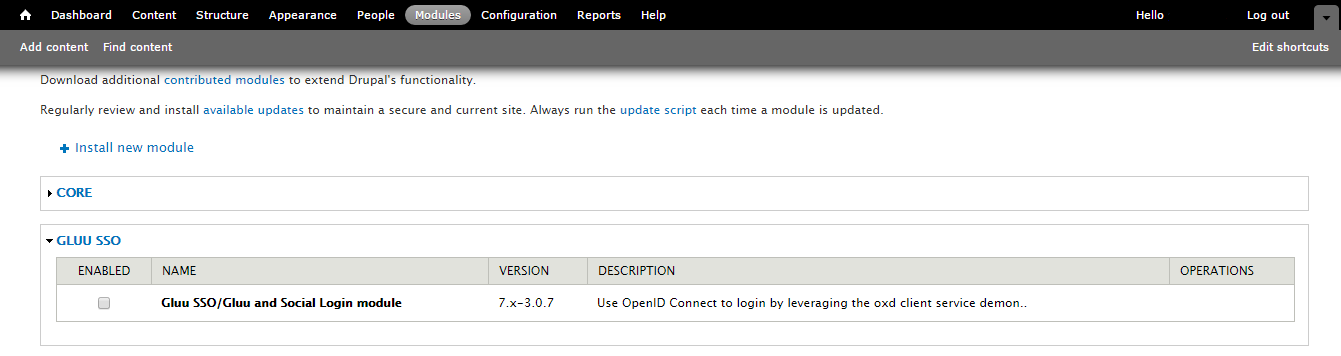 Dashboard Content Structure Appearance People Modules Configuration Reports Help Hello Log out
Add content Find content Edit shortcuts
Download additional contributed modules to extend Drupal's functionality.
Regularly review and install available updates to maintain a secure and current site. Always run the update script each time a module is updated.
Install new module
CORE
GLUU SSO
ENABLED NAME VERSION DESCRIPTION OPERATIONS
Gluu SSO/Gluu and Social Login module 7.x-3.0.7 Use OpenID Connect to login by leveraging the oxd client service demon..